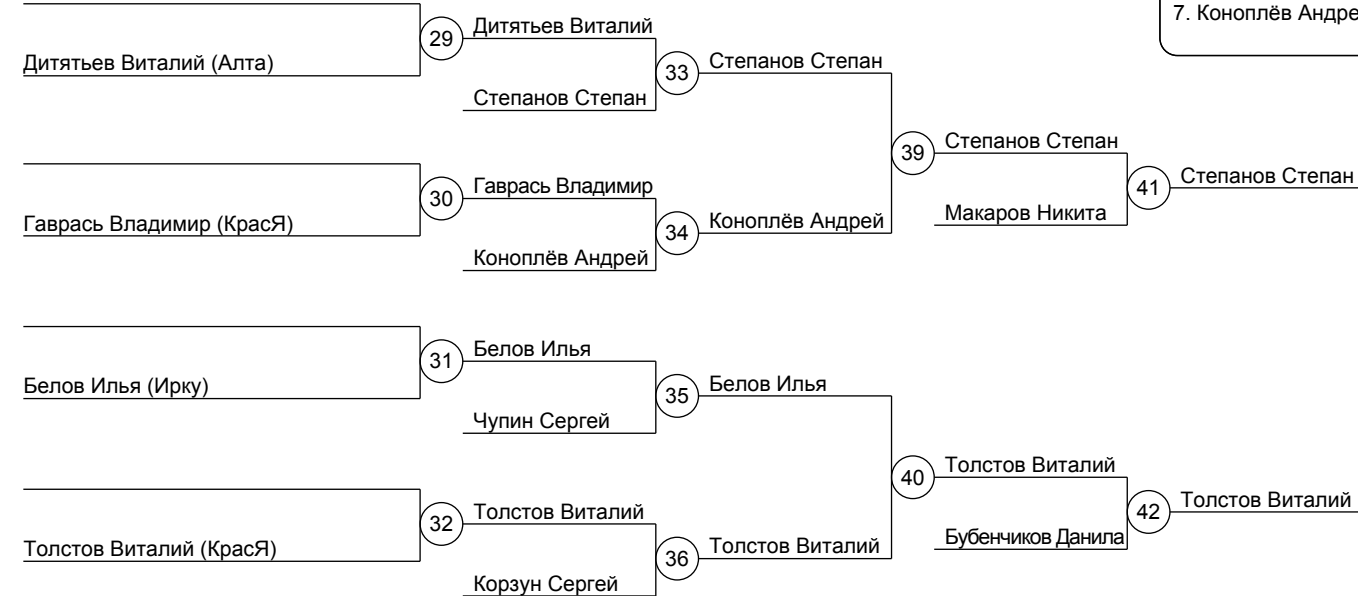 7. Коноплёв Андре
29
Дитятьев Виталий
Дитятьев Виталий (Алта)
33
Степанов Степан
Степанов Степан
39
Степанов Степан
30
Гаврась Владимир
41
Степанов Степан
Гаврась Владимир (КрасЯ)
34
Коноплёв Андрей
Макаров Никита
Коноплёв Андрей
31
Белов Илья
Белов Илья (Ирку)
35
Белов Илья
Чупин Сергей
40
Толстов Виталий
32
Толстов Виталий
42
Толстов Виталий
Толстов Виталий (КрасЯ)
36
Толстов Виталий
Бубенчиков Данила
Корзун Сергей